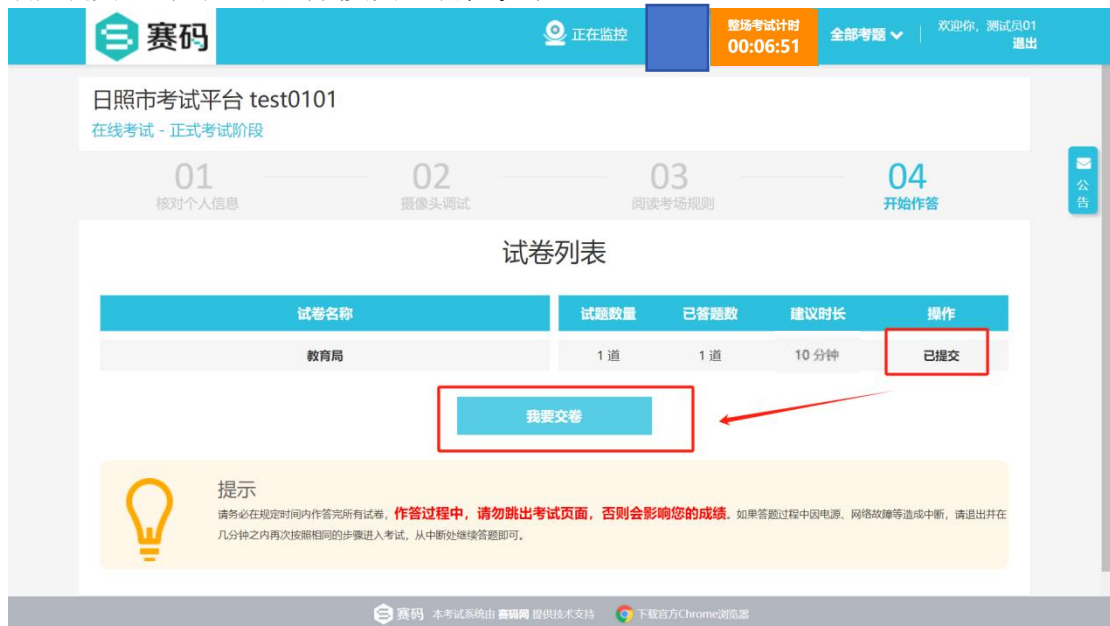 赛码
正在监控
整场考试计时
00:06:51
全部考题
欢迎你，测试员01
退出
日照市考试平台 test0101
在线考试 - 正式考试阶段
01
核对个人信息
02
摄像头调试
03
阅读考场规则
04
开始作答
公告
试卷列表
试卷名称 试题数量 已答题数 建议时长 操作
教育局 1 道 1 道 10 分钟 已提交
我要交卷
提示
请务必在规定时间内作答完所有试卷，作答过程中，请勿跳出考试页面，否则会影响您的成绩。如果答题过程中因电源、网络故障等造成中断，请退出并在
几分钟之内再次按照相同的步骤进入考试，从中断处继续答题即可。
赛码 本考试系统由 赛码网 提供技术支持 下载官方Chrome浏览器